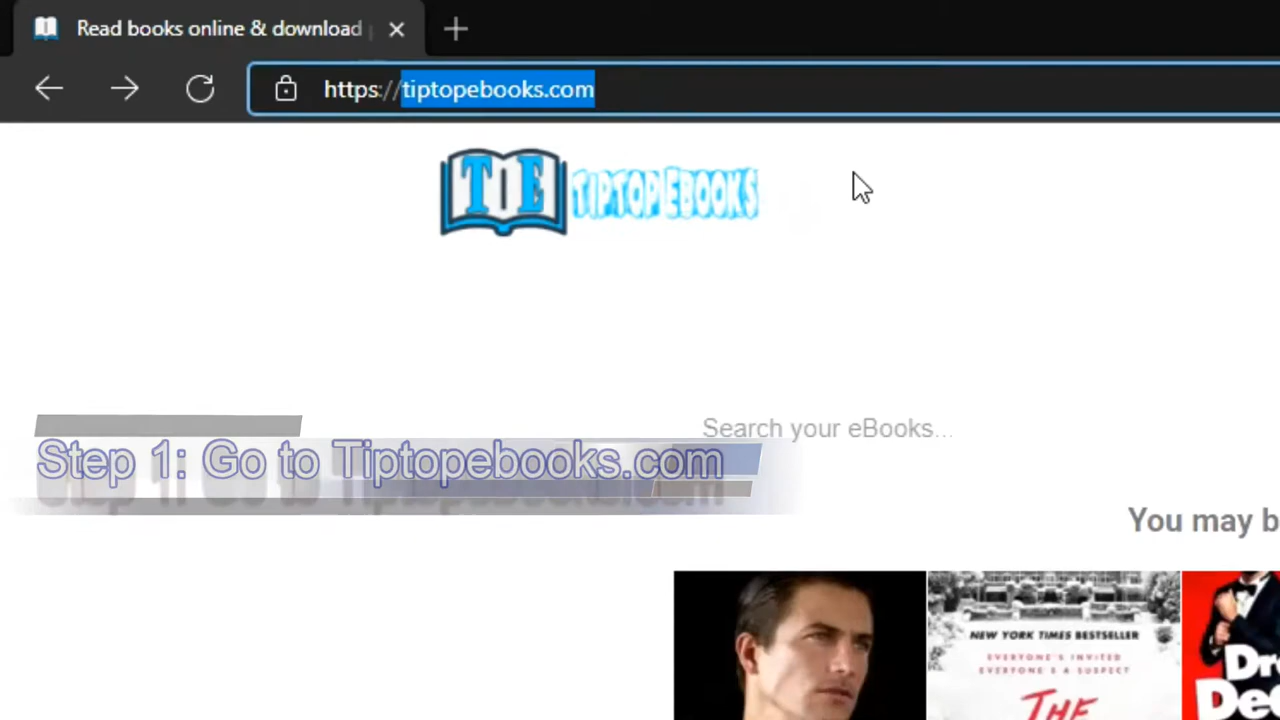 Read books online & download
https://tiptopebooks.com
TE TIPTOP EBOOKS
Search your eBooks...
Step 1: Go to Tiptopebooks.com
You may b
NEW YORK TIMES BESTSELLER
EVERYONE'S INVITED
EVERYONE'S A SUSPECT
THE
Dr
De